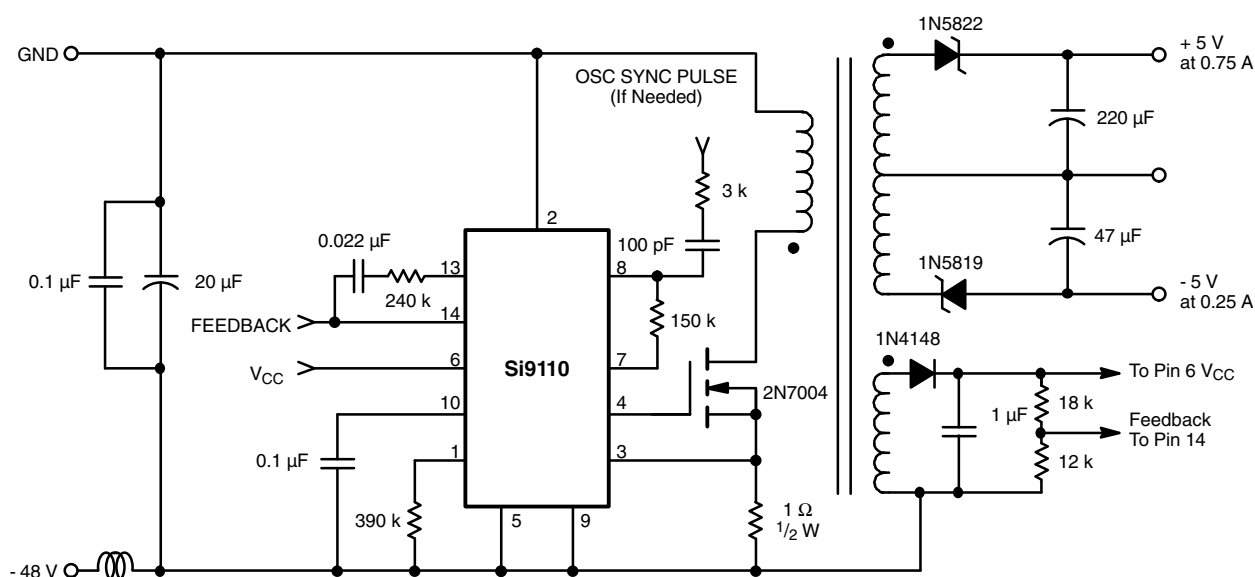 GND
- 48 V
0.1 µF
20 µF
0.022 µF
240 k
FEEDBACK
V_CC
0.1 µF
390 k
Si9110
2
13
14
6
10
1
5
9
8
7
4
3
OSC SYNC PULSE
(If Needed)
3 k
100 pF
150 k
2N7004
1 Ω
1/2 W
1N5822
+ 5 V
at 0.75 A
220 µF
47 µF
1N5819
- 5 V
at 0.25 A
1N4148
To Pin 6 V_CC
1 µF
18 k
Feedback
To Pin 14
12 k